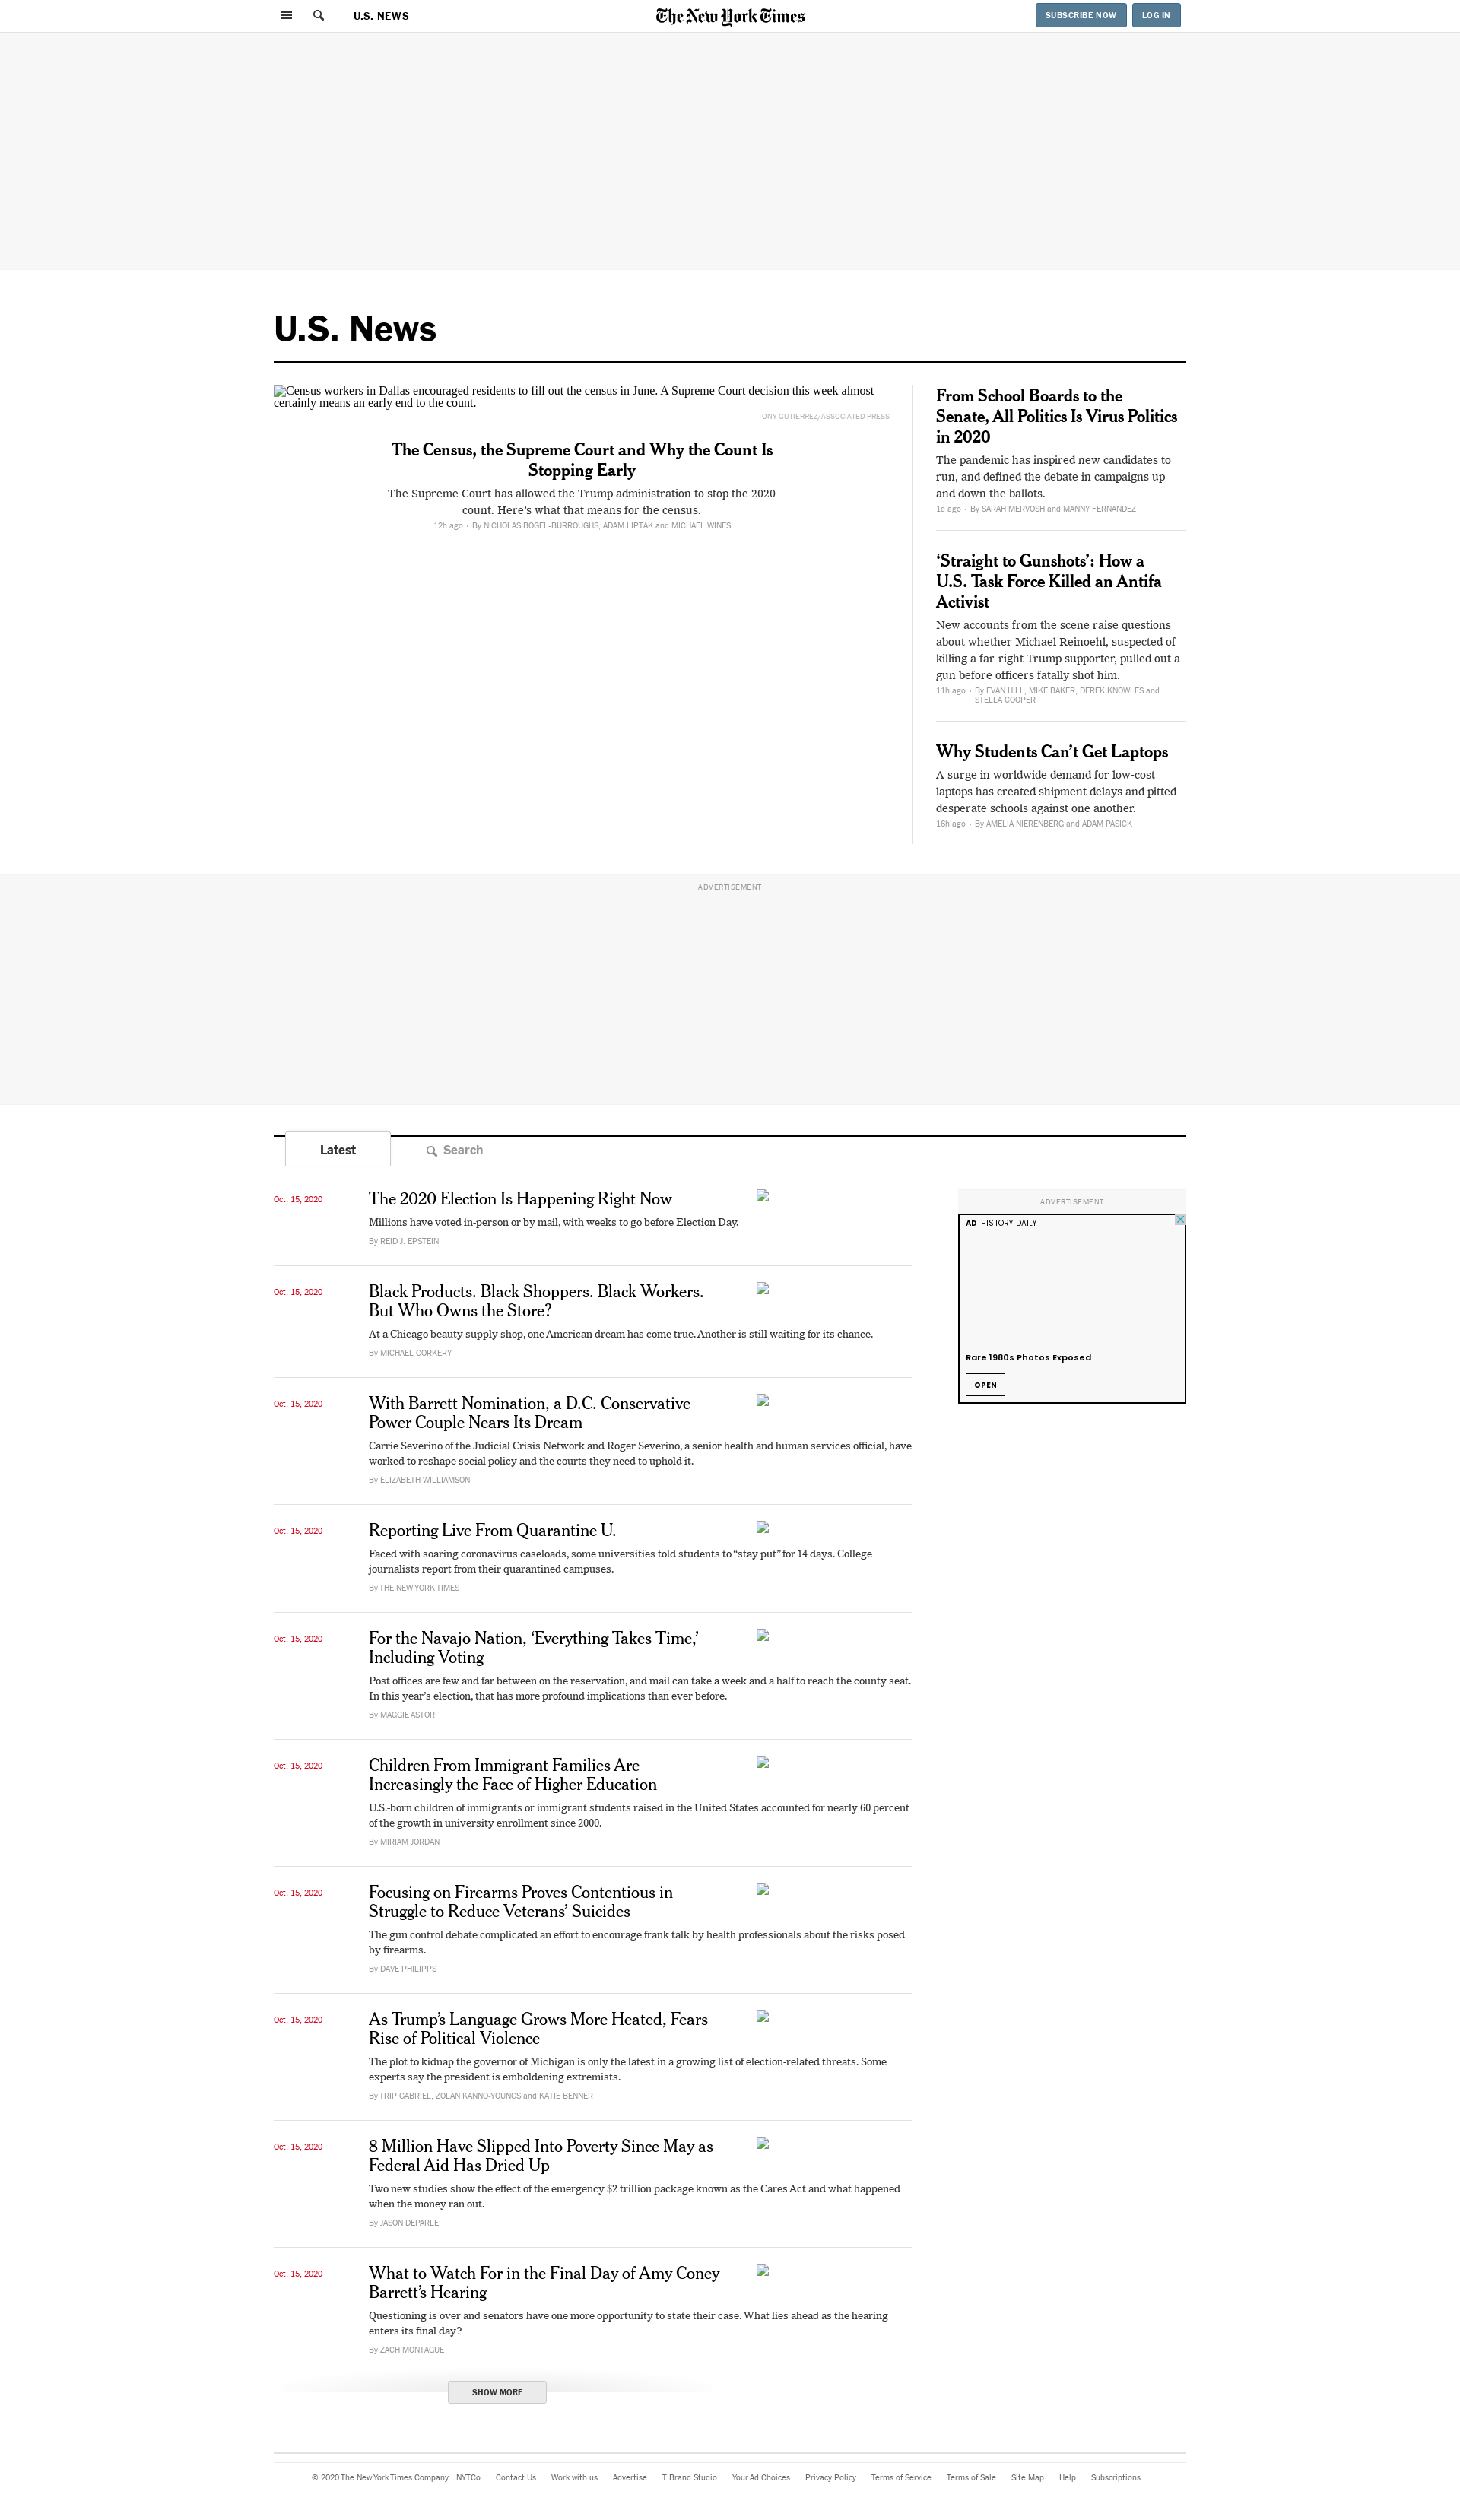 U.S. NEWS
The New York Times
SUBSCRIBE NOW
LOG IN
U.S. News
Census workers in Dallas encouraged residents to fill out the census in June. A Supreme Court decision this week almost
certainly means an early end to the count.
TONY GUTIERREZ/ASSOCIATED PRESS
The Census, the Supreme Court and Why the Count Is
Stopping Early
The Supreme Court has allowed the Trump administration to stop the 2020
count. Here’s what that means for the census.
12h ago • By NICHOLAS BOGEL-BURROUGHS, ADAM LIPTAK and MICHAEL WINES
From School Boards to the
Senate, All Politics Is Virus Politics
in 2020
The pandemic has inspired new candidates to
run, and defined the debate in campaigns up
and down the ballots.
1d ago • By SARAH MERVOSH and MANNY FERNANDEZ
‘Straight to Gunshots’: How a
U.S. Task Force Killed an Antifa
Activist
New accounts from the scene raise questions
about whether Michael Reinoehl, suspected of
killing a far-right Trump supporter, pulled out a
gun before officers fatally shot him.
11h ago • By EVAN HILL, MIKE BAKER, DEREK KNOWLES and
STELLA COOPER
Why Students Can’t Get Laptops
A surge in worldwide demand for low-cost
laptops has created shipment delays and pitted
desperate schools against one another.
16h ago • By AMELIA NIERENBERG and ADAM PASICK
ADVERTISEMENT
Latest
Search
Oct. 15, 2020
The 2020 Election Is Happening Right Now
Millions have voted in-person or by mail, with weeks to go before Election Day.
By REID J. EPSTEIN
Oct. 15, 2020
Black Products. Black Shoppers. Black Workers.
But Who Owns the Store?
At a Chicago beauty supply shop, one American dream has come true. Another is still waiting for its chance.
By MICHAEL CORKERY
Oct. 15, 2020
With Barrett Nomination, a D.C. Conservative
Power Couple Nears Its Dream
Carrie Severino of the Judicial Crisis Network and Roger Severino, a senior health and human services official, have
worked to reshape social policy and the courts they need to uphold it.
By ELIZABETH WILLIAMSON
Oct. 15, 2020
Reporting Live From Quarantine U.
Faced with soaring coronavirus caseloads, some universities told students to “stay put” for 14 days. College
journalists report from their quarantined campuses.
By THE NEW YORK TIMES
Oct. 15, 2020
For the Navajo Nation, ‘Everything Takes Time,’
Including Voting
Post offices are few and far between on the reservation, and mail can take a week and a half to reach the county seat.
In this year’s election, that has more profound implications than ever before.
By MAGGIE ASTOR
Oct. 15, 2020
Children From Immigrant Families Are
Increasingly the Face of Higher Education
U.S.-born children of immigrants or immigrant students raised in the United States accounted for nearly 60 percent
of the growth in university enrollment since 2000.
By MIRIAM JORDAN
Oct. 15, 2020
Focusing on Firearms Proves Contentious in
Struggle to Reduce Veterans’ Suicides
The gun control debate complicated an effort to encourage frank talk by health professionals about the risks posed
by firearms.
By DAVE PHILIPPS
Oct. 15, 2020
As Trump’s Language Grows More Heated, Fears
Rise of Political Violence
The plot to kidnap the governor of Michigan is only the latest in a growing list of election-related threats. Some
experts say the president is emboldening extremists.
By TRIP GABRIEL, ZOLAN KANNO-YOUNGS and KATIE BENNER
Oct. 15, 2020
8 Million Have Slipped Into Poverty Since May as
Federal Aid Has Dried Up
Two new studies show the effect of the emergency $2 trillion package known as the Cares Act and what happened
when the money ran out.
By JASON DEPARLE
Oct. 15, 2020
What to Watch For in the Final Day of Amy Coney
Barrett’s Hearing
Questioning is over and senators have one more opportunity to state their case. What lies ahead as the hearing
enters its final day?
By ZACH MONTAGUE
SHOW MORE
ADVERTISEMENT
AD HISTORY DAILY
Rare 1980s Photos Exposed
OPEN
© 2020 The New York Times Company NYTCo Contact Us Work with us Advertise T Brand Studio Your Ad Choices Privacy Policy Terms of Service Terms of Sale Site Map Help Subscriptions